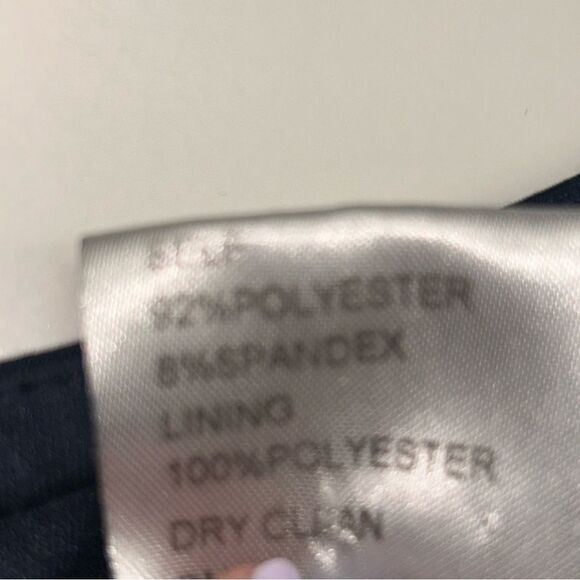 92%POLYESTER
8%SPANDEX
LINING
100%POLYESTER
DRY CLEAN